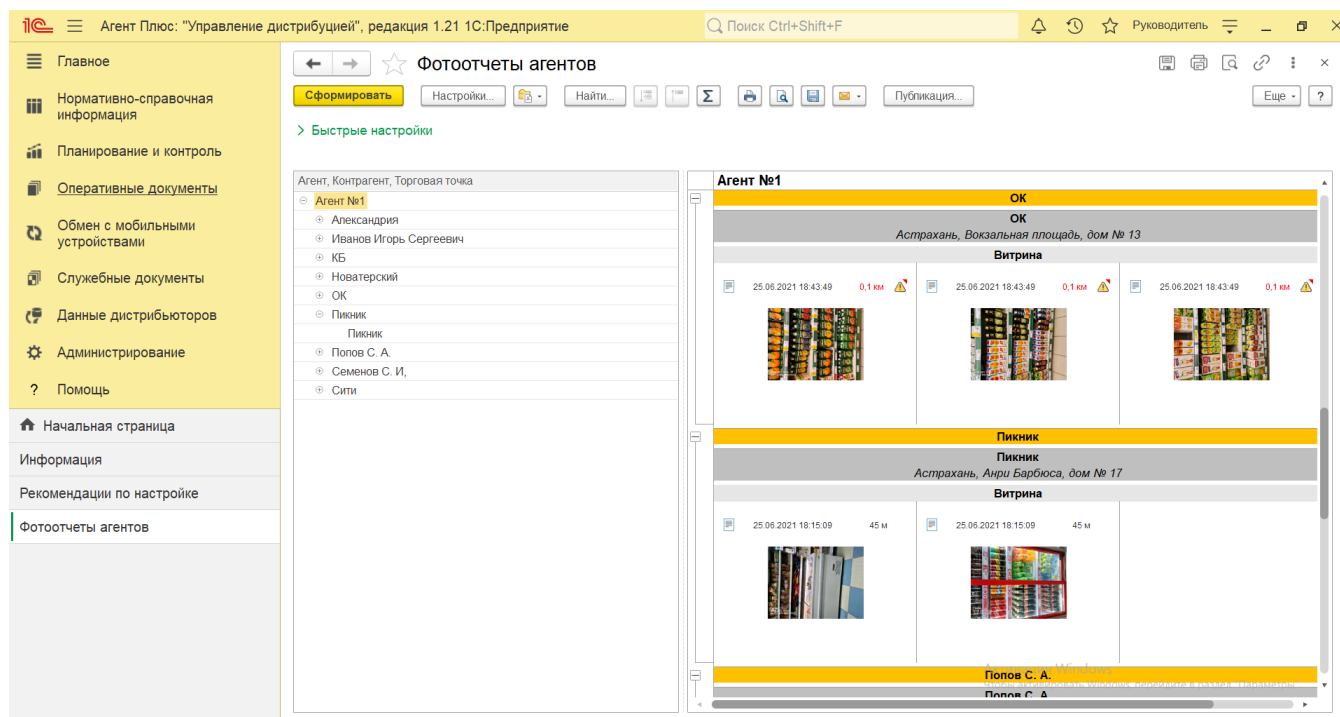 1С Агент Плюс: "Управление дистрибуцией", редакция 1.21 1С:Предприятие
Поиск Ctrl+Shift+F
Руководитель
Главное
Нормативно-справочная
информация
Планирование и контроль
Оперативные документы
Обмен с мобильными
устройствами
Служебные документы
Данные дистрибьюторов
Администрирование
? Помощь
Начальная страница
Информация
Рекомендации по настройке
Фотоотчеты агентов
Фотоотчеты агентов
Сформировать
Настройки...
Найти...
Σ
Публикация...
Еще
?
Быстрые настройки
Агент, Контрагент, Торговая точка
Агент №1
Александрия
Иванов Игорь Сергеевич
КБ
Новатерский
ОК
Пикник
Пикник
Попов С. А.
Семенов С. И,
Сити
Агент №1
ОК
ОК
Астрахань, Вокзальная площадь, дом № 13
Витрина
25.06.2021 18:43:49 0,1 км
25.06.2021 18:43:49 0,1 км
25.06.2021 18:43:49 0,1 км
Пикник
Пикник
Астрахань, Анри Барбюса, дом № 17
Витрина
25.06.2021 18:15:09 45 м
25.06.2021 18:15:09 45 м
Попов С. А.
Попов С. А